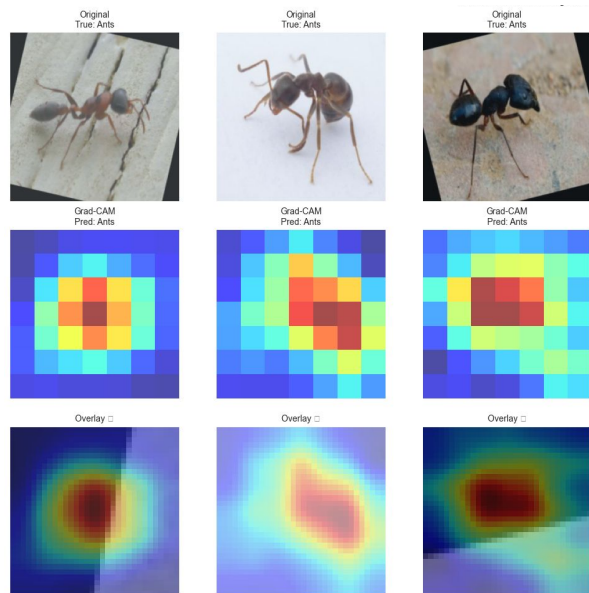 Original
True: Ants
Original
True: Ants
Original
True: Ants
Grad-CAM
Pred: Ants
Grad-CAM
Pred: Ants
Grad-CAM
Pred: Ants
Overlay □
Overlay □
Overlay □